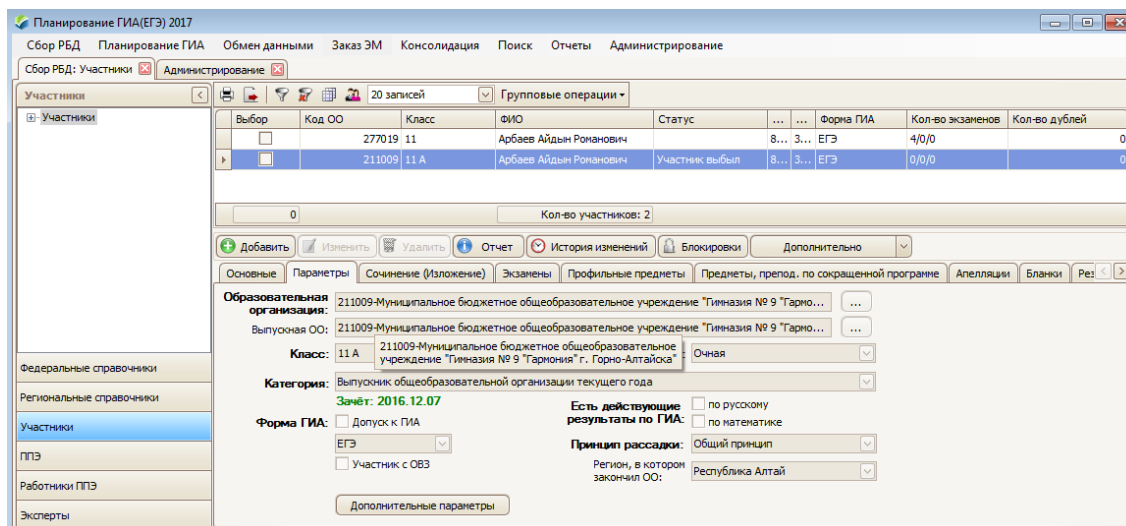 Планирование ГИА(ЕГЭ) 2017
Сбор РБД Планирование ГИА Обмен данными Заказ ЭМ Консолидация Поиск Отчеты Администрирование
Сбор РБД: Участники Администрирование
Участники
20 записей Групповые операции
Участники
Выбор Код ОО Класс ФИО Статус ... ... Форма ГИА Кол-во экзаменов Кол-во дублей
277019 11 Арбаев Айдын Романович 8... 3... ЕГЭ 4/0/0 0
211009 11 А Арбаев Айдын Романович Участник выбыл 8... 3... ЕГЭ 0/0/0 0
0 Кол-во участников: 2
Добавить Изменить Удалить Отчет История изменений Блокировки Дополнительно
Основные Параметры Сочинение (Изложение) Экзамены Профильные предметы Предметы, препод. по сокращенной программе Апелляции Бланки Рез
Образовательная организация: 211009-Муниципальное бюджетное общеобразовательное учреждение "Гимназия № 9 "Гармо... ...
Выпускная ОО: 211009-Муниципальное бюджетное общеобразовательное учреждение "Гимназия № 9 "Гармо... ...
Класс: 11 А
211009-Муниципальное бюджетное общеобразовательное
учреждение "Гимназия № 9 "Гармония" г. Горно-Алтайска"
: Очная
Категория: Выпускник общеобразовательной организации текущего года
Зачёт: 2016.12.07
Форма ГИА: Допуск к ГИА
ЕГЭ
Участник с ОВЗ
Есть действующие результаты по ГИА: по русскому
по математике
Принцип рассадки: Общий принцип
Регион, в котором закончил ОО: Республика Алтай
Дополнительные параметры
Федеральные справочники
Региональные справочники
Участники
ППЭ
Работники ППЭ
Эксперты